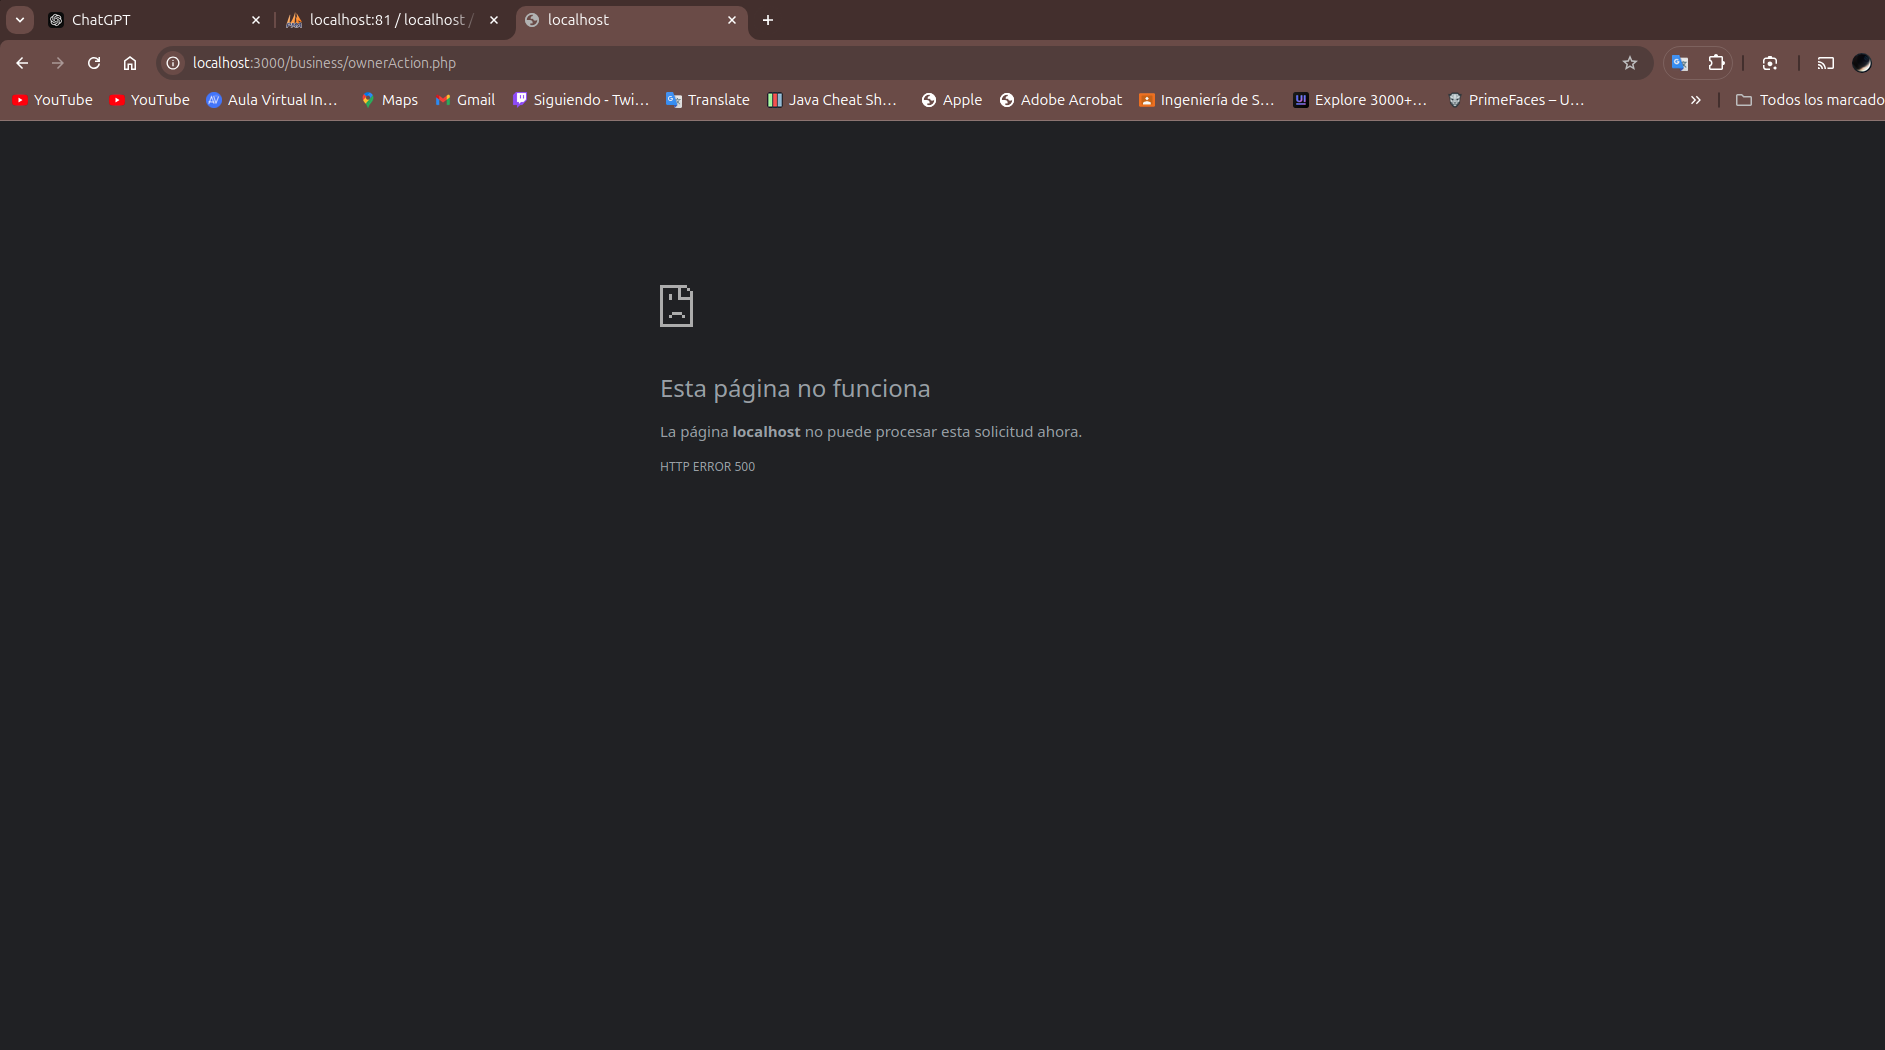 ChatGPT
localhost:81 / localhost /
localhost
localhost:3000/business/ownerAction.php
YouTube
YouTube
AV Aula Virtual In...
Maps
Gmail
Siguiendo - Twi...
Translate
Java Cheat Sh...
Apple
Adobe Acrobat
Ingeniería de S...
UI Explore 3000+...
PrimeFaces – U...
»
Todos los marcado
Esta página no funciona
La página localhost no puede procesar esta solicitud ahora.
HTTP ERROR 500